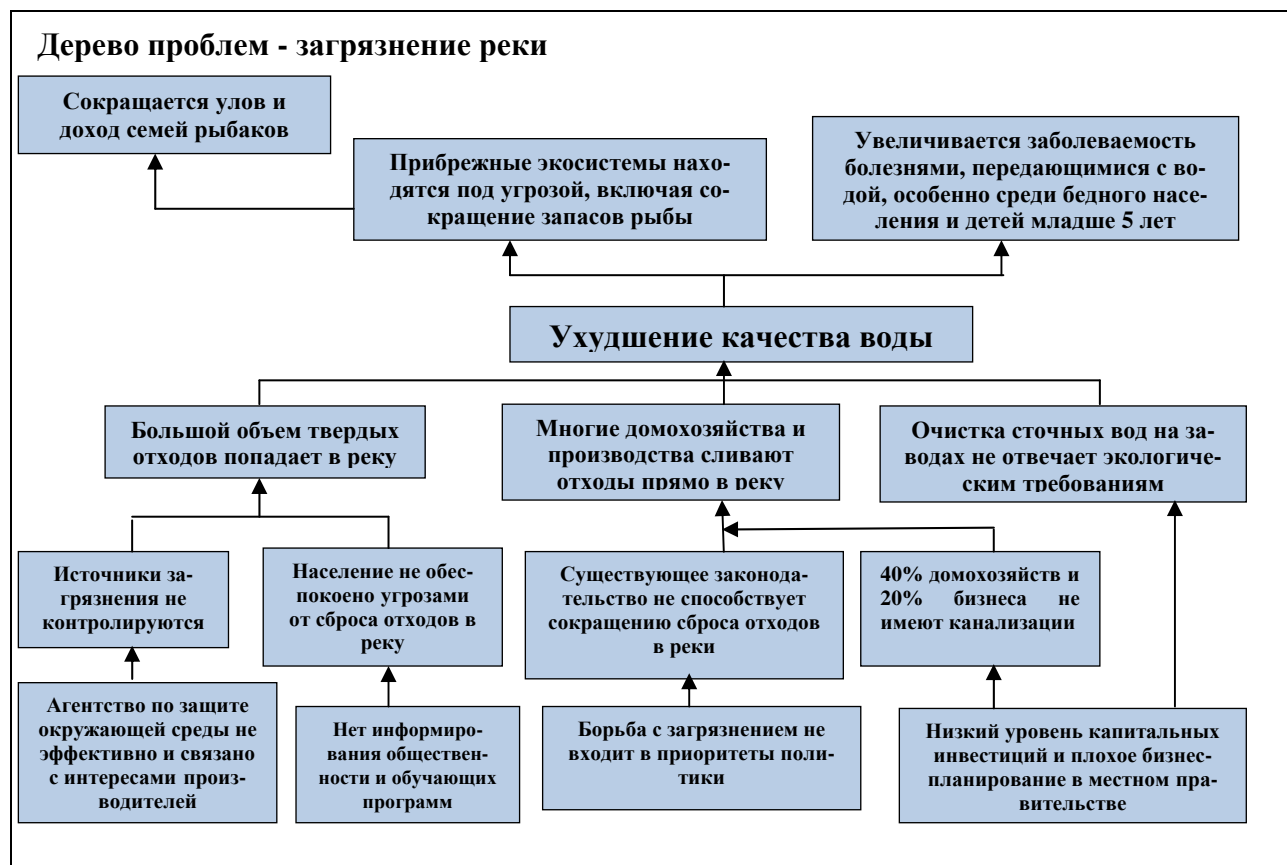 Дерево проблем - загрязнение реки
Сокращается улов и
доход семей рыбаков
Прибрежные экосистемы нахо-
дятся под угрозой, включая со-
кращение запасов рыбы
Увеличивается заболеваемость
болезнями, передающимися с во-
дой, особенно среди бедного насе-
ления и детей младше 5 лет
Ухудшение качества воды
Большой объем твердых
отходов попадает в реку
Многие домохозяйства и
производства сливают
отходы прямо в реку
Очистка сточных вод на за-
водах не отвечает экологиче-
ским требованиям
Источники за-
грязнения не
контролируются
Население не обес-
покоено угрозами
от сброса отходов в
реку
Существующее законода-
тельство не способствует
сокращению сброса отходов
в реки
40% домохозяйств и
20% бизнеса не
имеют канализации
Агентство по защите
окружающей среды не
эффективно и связано
с интересами произ-
водителей
Нет информиро-
вания обществен-
ности и обучающих
программ
Борьба с загрязнением не
входит в приоритеты поли-
тики
Низкий уровень капитальных
инвестиций и плохое бизнес-
планирование в местном пра-
вительстве